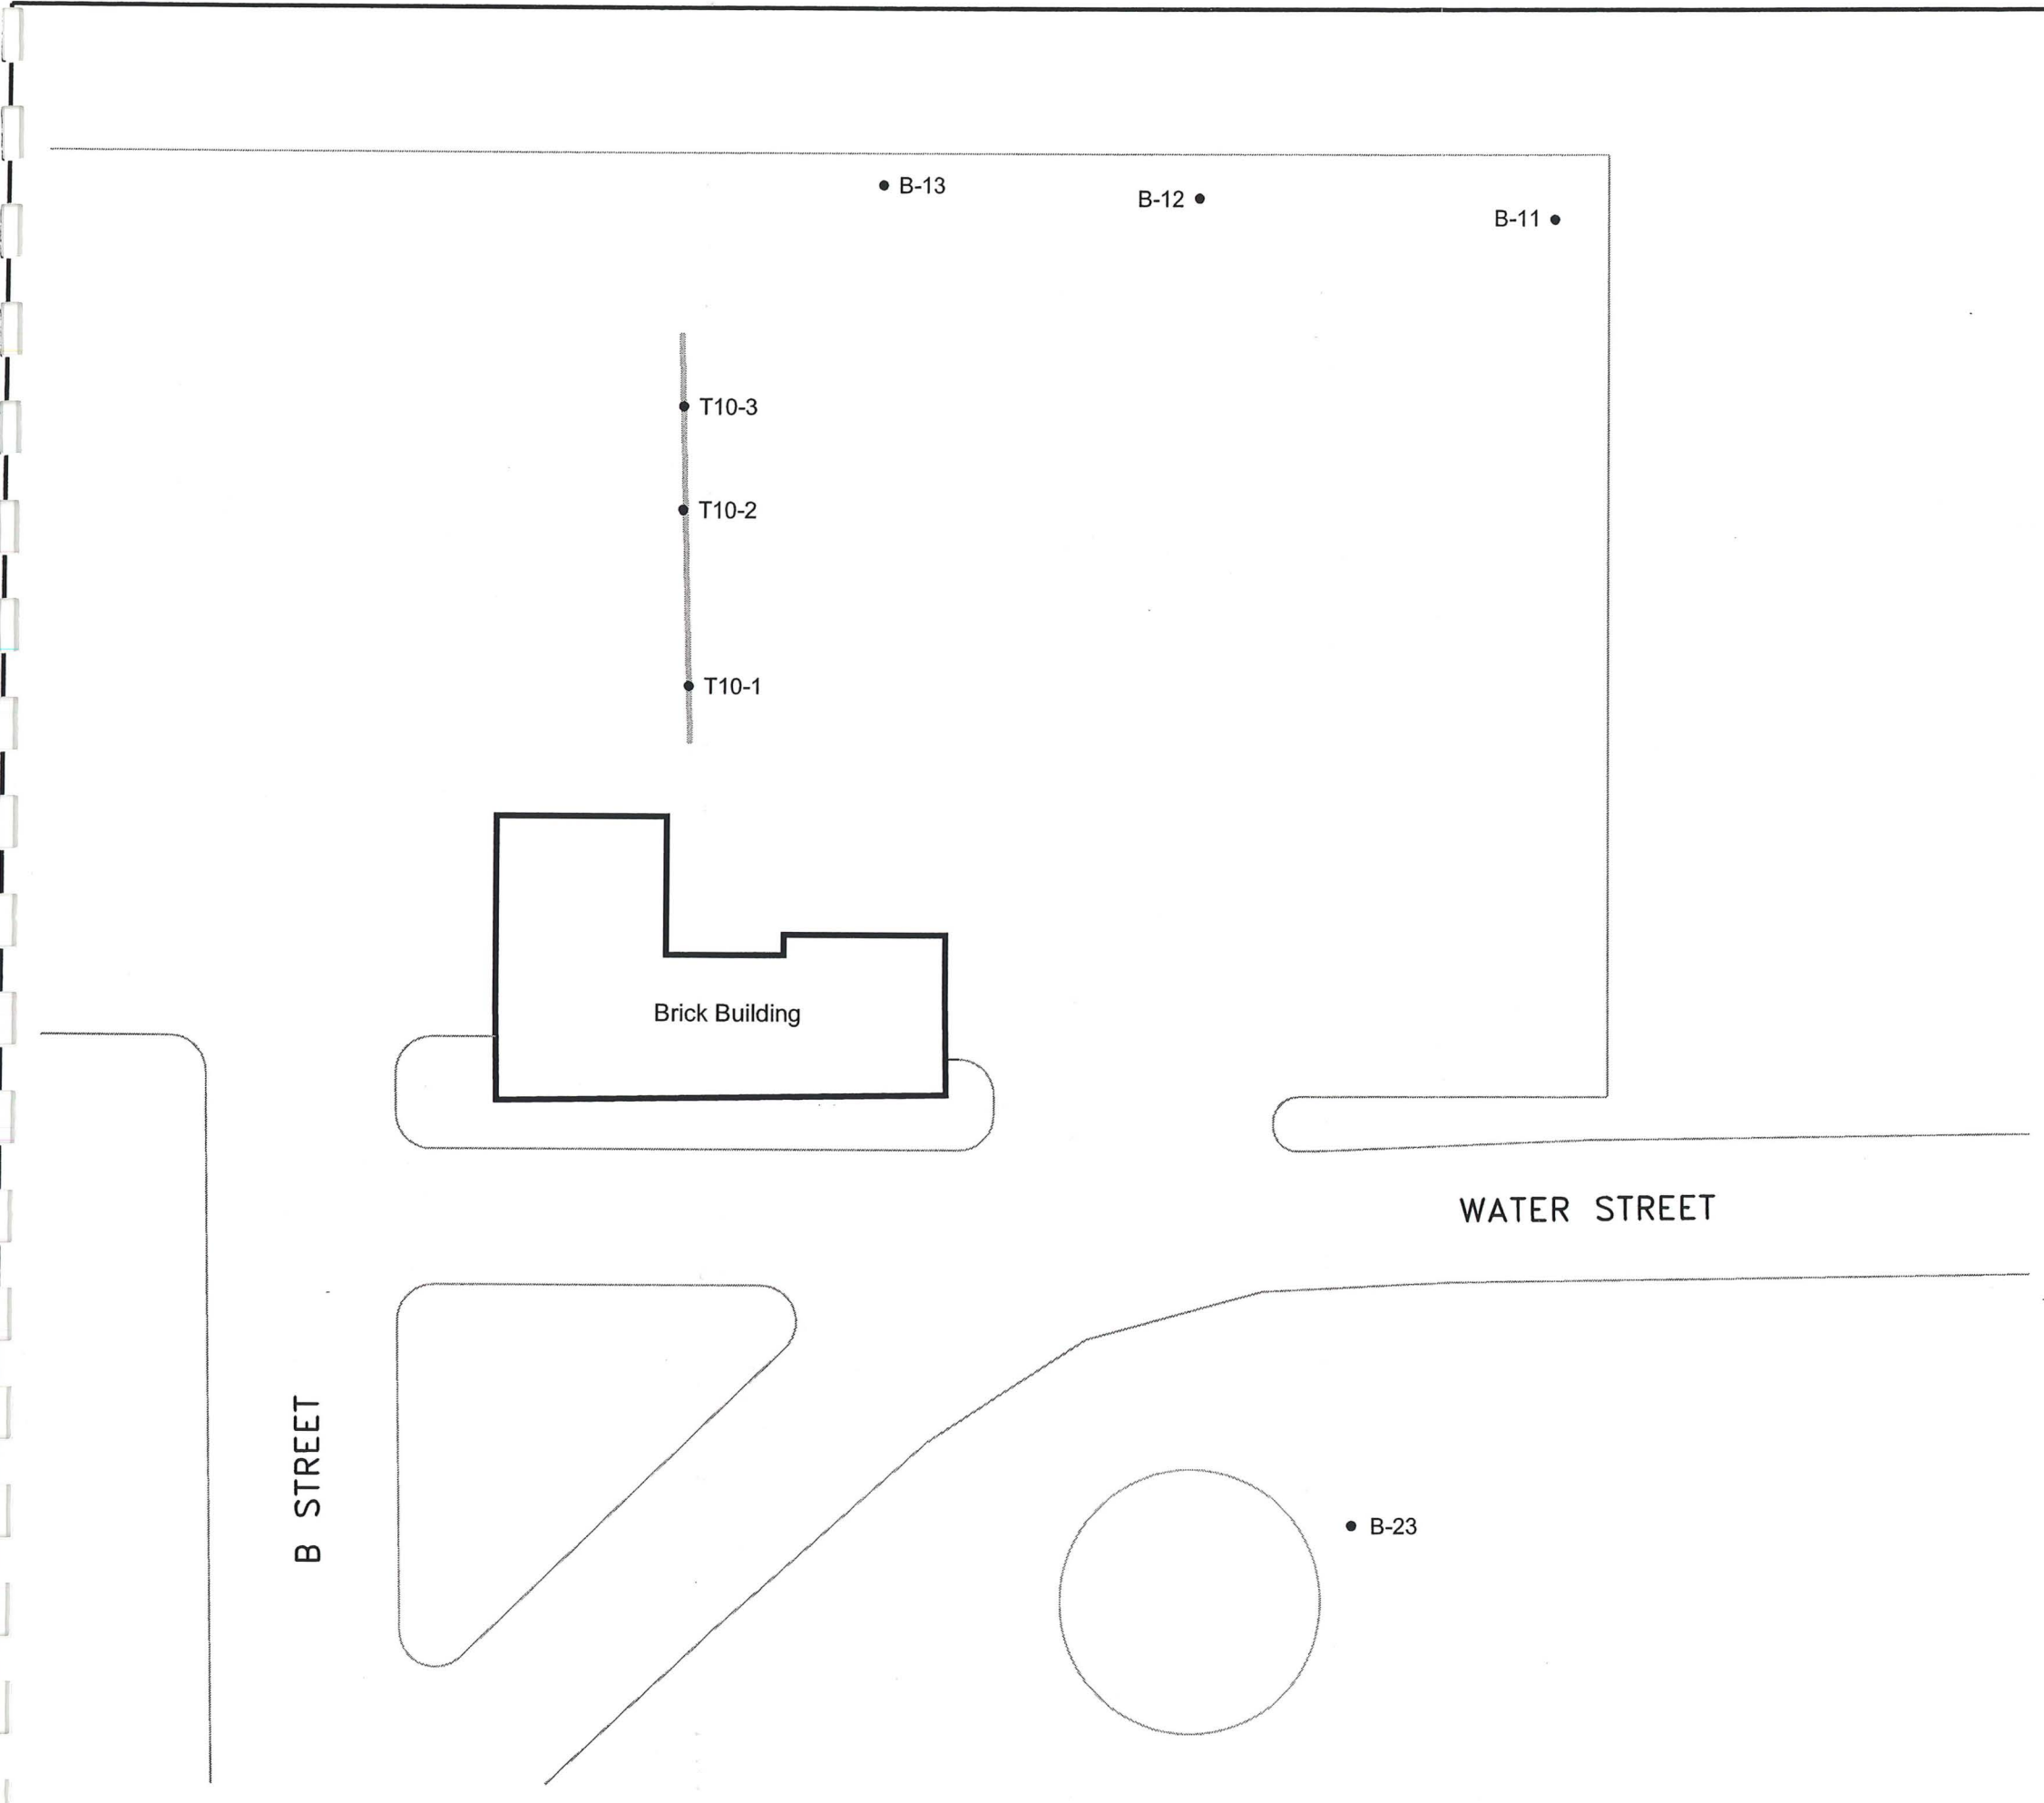 B-13
B-12
B-11
T10-3
T10-2
T10-1
Brick Building
WATER STREET
B STREET
B-23